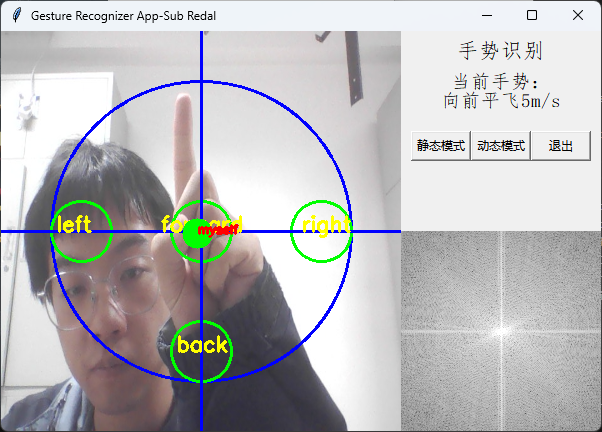 Gesture Recognizer App-Sub Redal
手势识别
当前手势：
向前平飞5m/s
静态模式 动态模式 退出
left forward right
myself
back